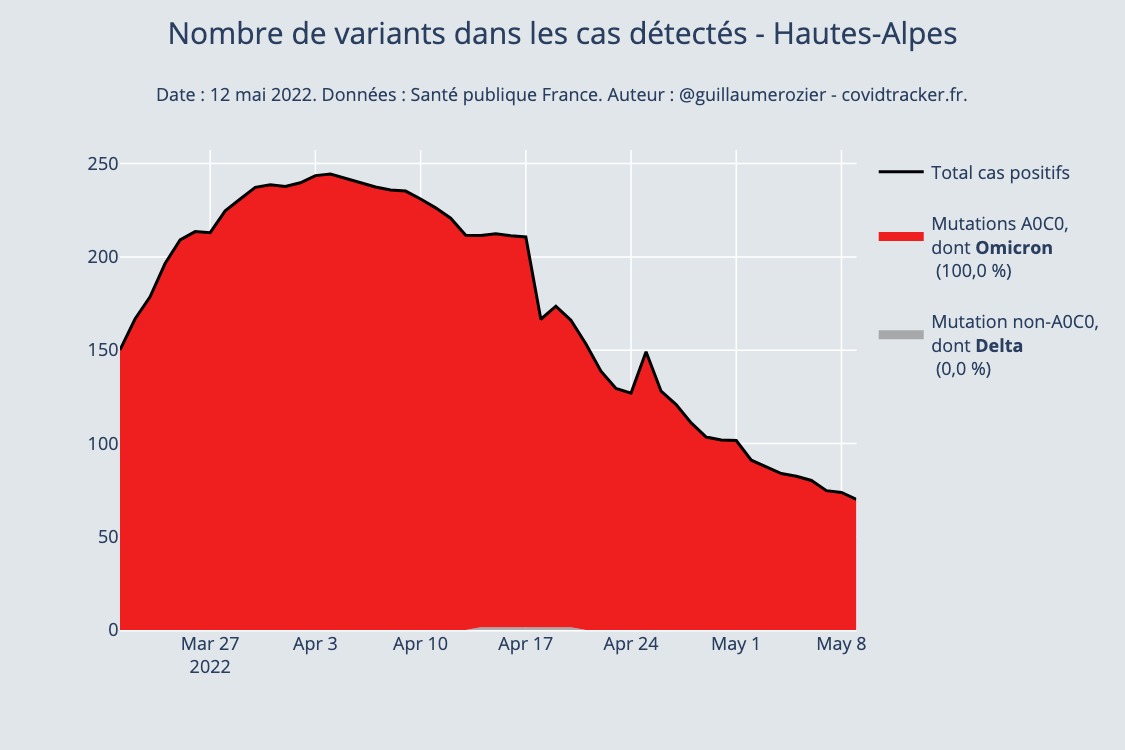 Nombre de variants dans les cas détectés - Hautes-Alpes
Date : 12 mai 2022. Données : Santé publique France. Auteur : @guillaumerozier - covidtracker.fr.
250
200
150
100
50
0
Mar 27
2022
Apr 3
Apr 10
Apr 17
Apr 24
May 1
May 8
Total cas positifs
Mutations A0C0,
dont Omicron
(100,0 %)
Mutation non-A0C0,
dont Delta
(0,0 %)